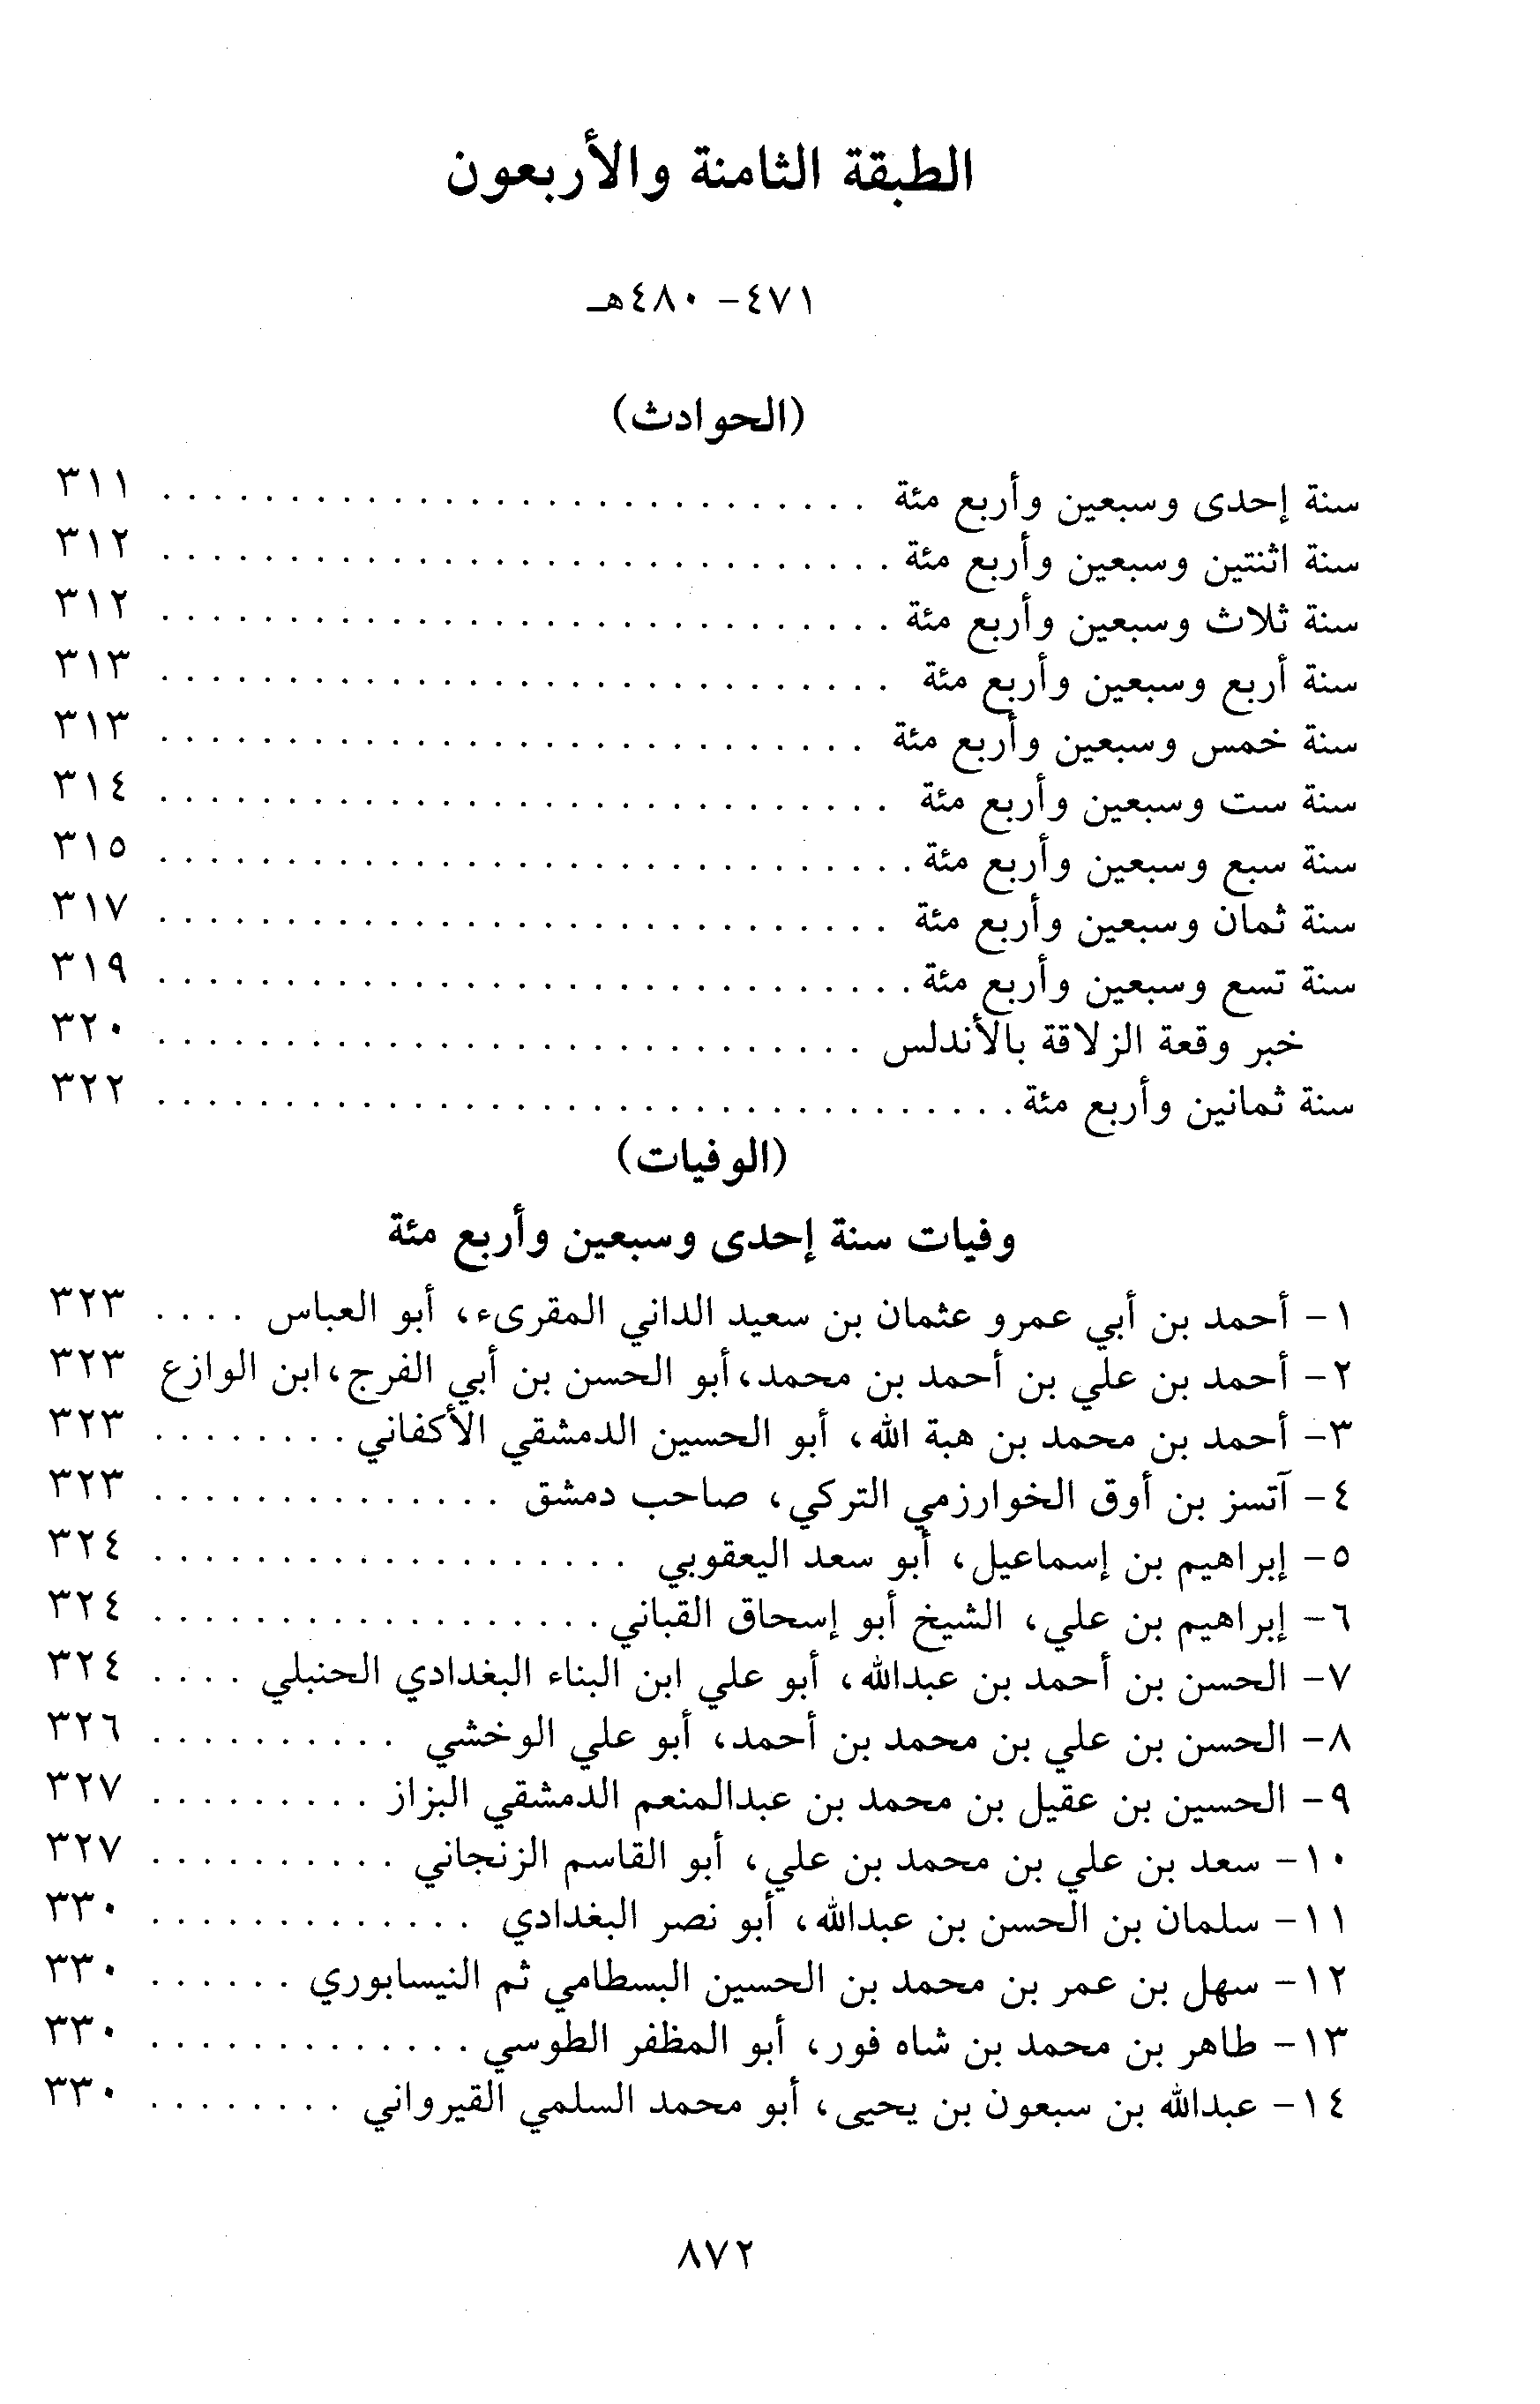 الطبقة الثامنة والأربعون
٤٧١- ٤٨٠هـ
(الحوادث)
سنة إحدى وسبعين وأربع مئة . . . . . . . . . . . . . . . . . . . . . . . . . . . . ٣١١
سنة اثنتين وسبعين وأربع مئة . . . . . . . . . . . . . . . . . . . . . . . . . . . . . ٣١٢
سنة ثلاث وسبعين وأربع مئة . . . . . . . . . . . . . . . . . . . . . . . . . . . . . ٣١٢
سنة أربع وسبعين وأربع مئة . . . . . . . . . . . . . . . . . . . . . . . . . . . . . ٣١٣
سنة خمس وسبعين وأربع مئة . . . . . . . . . . . . . . . . . . . . . . . . . . . . ٣١٣
سنة ست وسبعين وأربع مئة . . . . . . . . . . . . . . . . . . . . . . . . . . . . . ٣١٤
سنة سبع وسبعين وأربع مئة . . . . . . . . . . . . . . . . . . . . . . . . . . . . . . ٣١٥
سنة ثمان وسبعين وأربع مئة . . . . . . . . . . . . . . . . . . . . . . . . . . . . . ٣١٧
سنة تسع وسبعين وأربع مئة . . . . . . . . . . . . . . . . . . . . . . . . . . . . . . ٣١٩
خبر وقعة الزلاقة بالأندلس . . . . . . . . . . . . . . . . . . . . . . . . . . . . ٣٢٠
سنة ثمانين وأربع مئة . . . . . . . . . . . . . . . . . . . . . . . . . . . . . . . . . . ٣٢٢
(الوفيات)
وفيات سنة إحدى وسبعين وأربع مئة
١- أحمد بن أبي عمرو عثمان بن سعيد الداني المقرىء، أبو العباس . . . . ٣٢٣
٢- أحمد بن علي بن أحمد بن محمد، أبو الحسن بن أبي الفرج، ابن الوازع ٣٢٣
٣- أحمد بن محمد بن هبة الله، أبو الحسين الدمشقي الأكفاني . . . . . . . . ٣٢٣
٤- آتسز بن أوق الخوارزمي التركي، صاحب دمشق . . . . . . . . . . . . . . ٣٢٣
٥- إبراهيم بن إسماعيل، أبو سعد اليعقوبي . . . . . . . . . . . . . . . . . . . ٣٢٤
٦- إبراهيم بن علي، الشيخ أبو إسحاق القباني . . . . . . . . . . . . . . . . . . ٣٢٤
٧- الحسن بن أحمد بن عبدالله، أبو علي ابن البناء البغدادي الحنبلي . . . . ٣٢٤
٨- الحسن بن علي بن محمد بن أحمد، أبو علي الوخشي . . . . . . . . . . ٣٢٦
٩- الحسين بن عقيل بن محمد بن عبدالمنعم الدمشقي البزاز . . . . . . . . . ٣٢٧
١٠- سعد بن علي بن محمد بن علي، أبو القاسم الزنجاني . . . . . . . . . . ٣٢٧
١١- سلمان بن الحسن بن عبدالله، أبو نصر البغدادي . . . . . . . . . . . . . ٣٣٠
١٢- سهل بن عمر بن محمد بن الحسين البسطامي ثم النيسابوري . . . . . . ٣٣٠
١٣- طاهر بن محمد بن شاه فور، أبو المظفر الطوسي . . . . . . . . . . . . . ٣٣٠
١٤- عبدالله بن سبعون بن يحيى، أبو محمد السلمي القيرواني . . . . . . . . ٣٣٠
٨٧٢